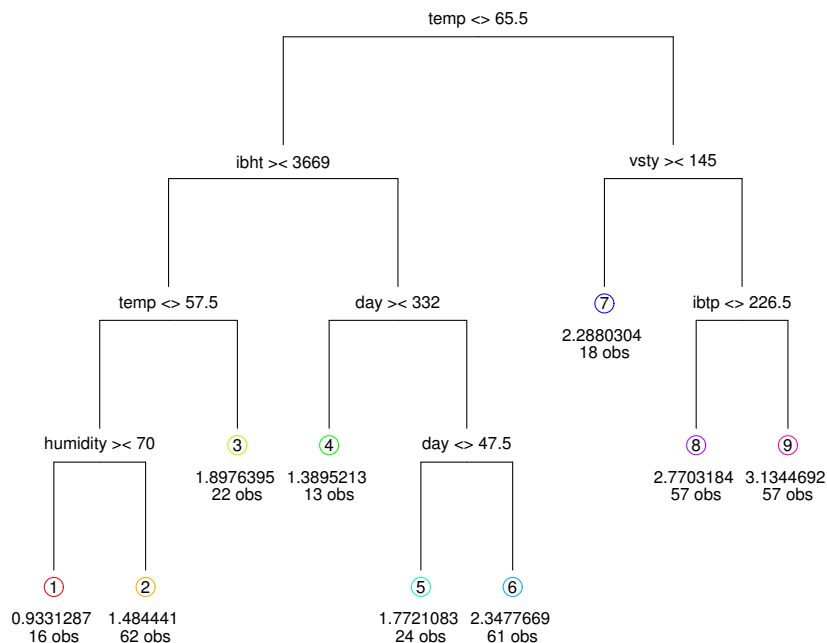 temp <> 65.5
ibht >< 3669
vsty >< 145
temp <> 57.5
day >< 332
7
ibtp <> 226.5
2.2880304
18 obs
humidity >< 70
3
4
day <> 47.5
8
9
1.8976395
22 obs
1.3895213
13 obs
2.7703184
57 obs
3.1344692
57 obs
1
2
5
6
0.9331287
16 obs
1.484441
62 obs
1.7721083
24 obs
2.3477669
61 obs